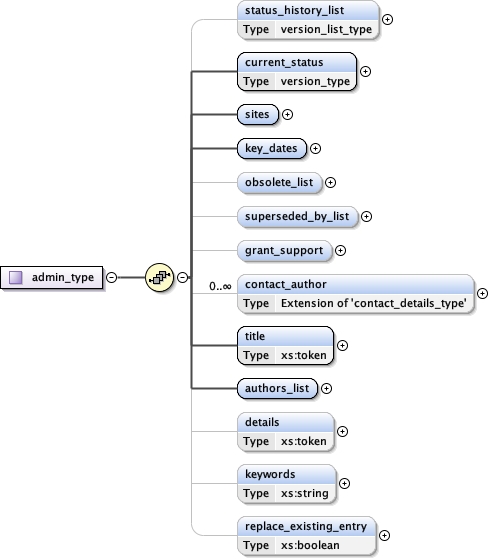 status_history_list
Type version_list_type
current_status
Type version_type
sites
key_dates
obsolete_list
superseded_by_list
grant_support
admin_type
0..∞
contact_author
Type Extension of 'contact_details_type'
title
Type xs:token
authors_list
details
Type xs:token
keywords
Type xs:string
replace_existing_entry
Type xs:boolean